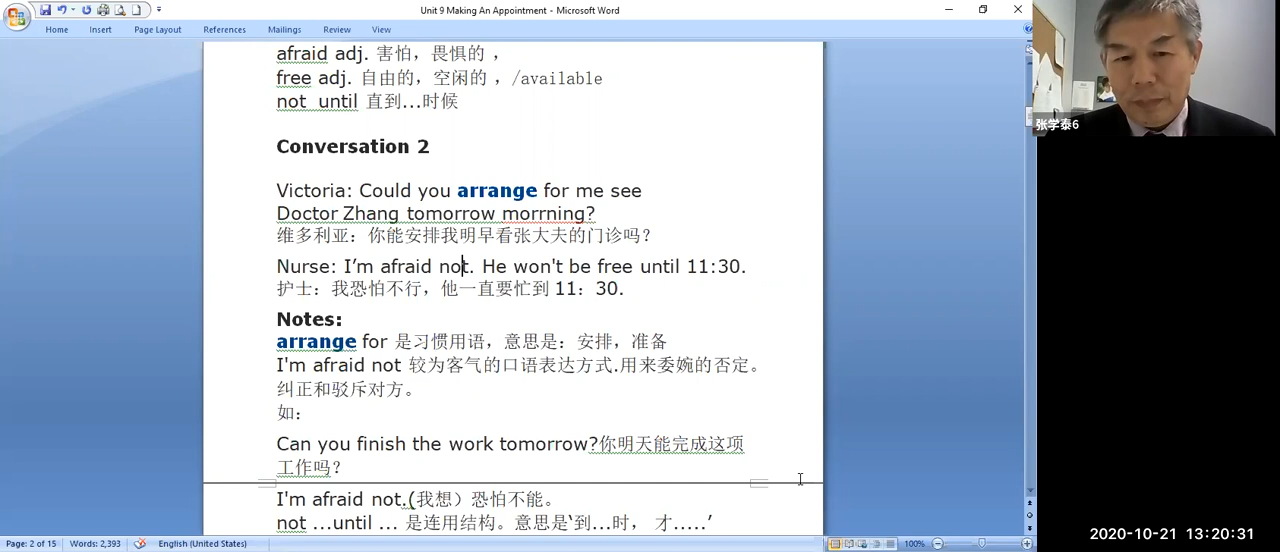 Unit 9 Making An Appointment - Microsoft Word
Home Insert Page Layout References Mailings Review View
afraid adj. 害怕，畏惧的 ，
free adj. 自由的，空闲的 ，/available
not until 直到...时候
Conversation 2
Victoria: Could you arrange for me see
Doctor Zhang tomorrow morrning?
维多利亚：你能安排我明早看张大夫的门诊吗？
Nurse: I’m afraid not. He won't be free until 11:30.
护士：我恐怕不行，他一直要忙到 11：30.
Notes:
arrange for 是习惯用语，意思是：安排，准备
I'm afraid not 较为客气的口语表达方式.用来委婉的否定。
纠正和驳斥对方。
如：
Can you finish the work tomorrow?你明天能完成这项
工作吗？
I'm afraid not.(我想）恐怕不能。
not ...until ... 是连用结构。意思是‘到...时， 才.....’
Page: 2 of 15 Words: 2,393 English (United States) 100%
张学泰6
2020-10-21 13:20:31